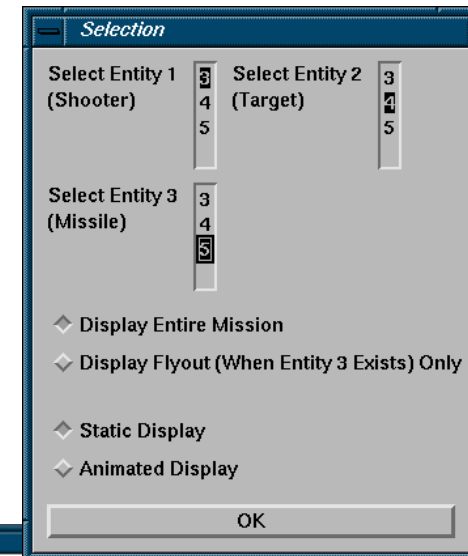 Selection
Select Entity 1
(Shooter)
3
4
5
Select Entity 2
(Target)
3
4
5
Select Entity 3
(Missile)
3
4
5
Display Entire Mission
Display Flyout (When Entity 3 Exists) Only
Static Display
Animated Display
OK